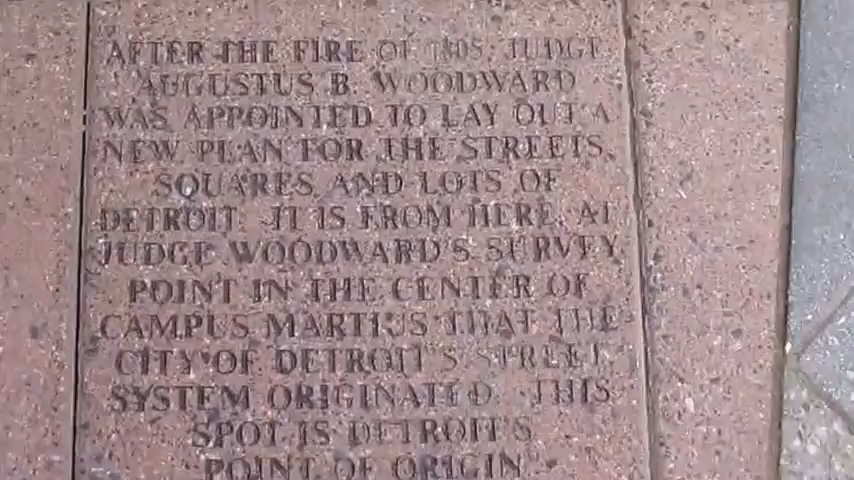 AFTER THE FIRE OF 1805, JUDGE
AUGUSTUS B. WOODWARD
WAS APPOINTED TO LAY OUT A
NEW PLAN FOR THE STREETS,
SQUARES AND LOTS OF
DETROIT. IT IS FROM HERE, AT
JUDGE WOODWARD'S SURVEY
POINT IN THE CENTER OF
CAMPUS MARTIUS THAT THE
CITY OF DETROIT'S STREET
SYSTEM ORIGINATED. THIS
SPOT IS DETROIT'S
POINT OF ORIGIN